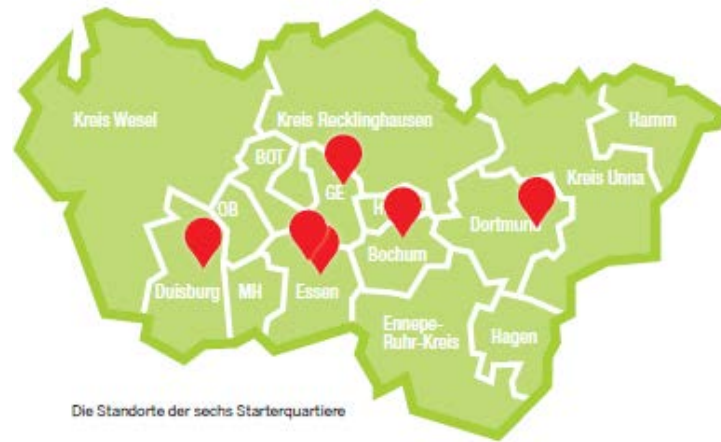 Kreis Wesel
Kreis Recklinghausen
Hamm
BOT
Kreis Unna
GE
OB
H
Dortmund
Bochum
Duisburg
MH
Essen
Ennepe-
Ruhr-Kreis
Hagen
Die Standorte der sechs Starterquartiere